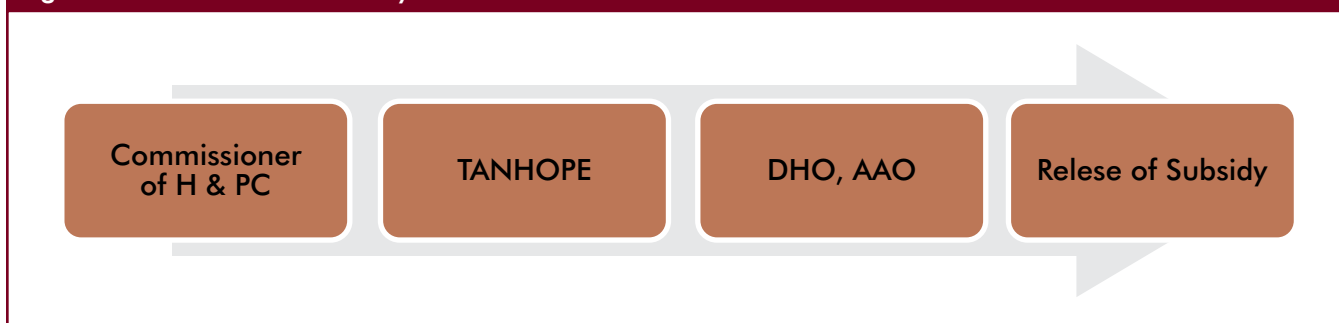 Commissioner
of H & PC
TANHOPE
DHO, AAO
Relese of Subsidy